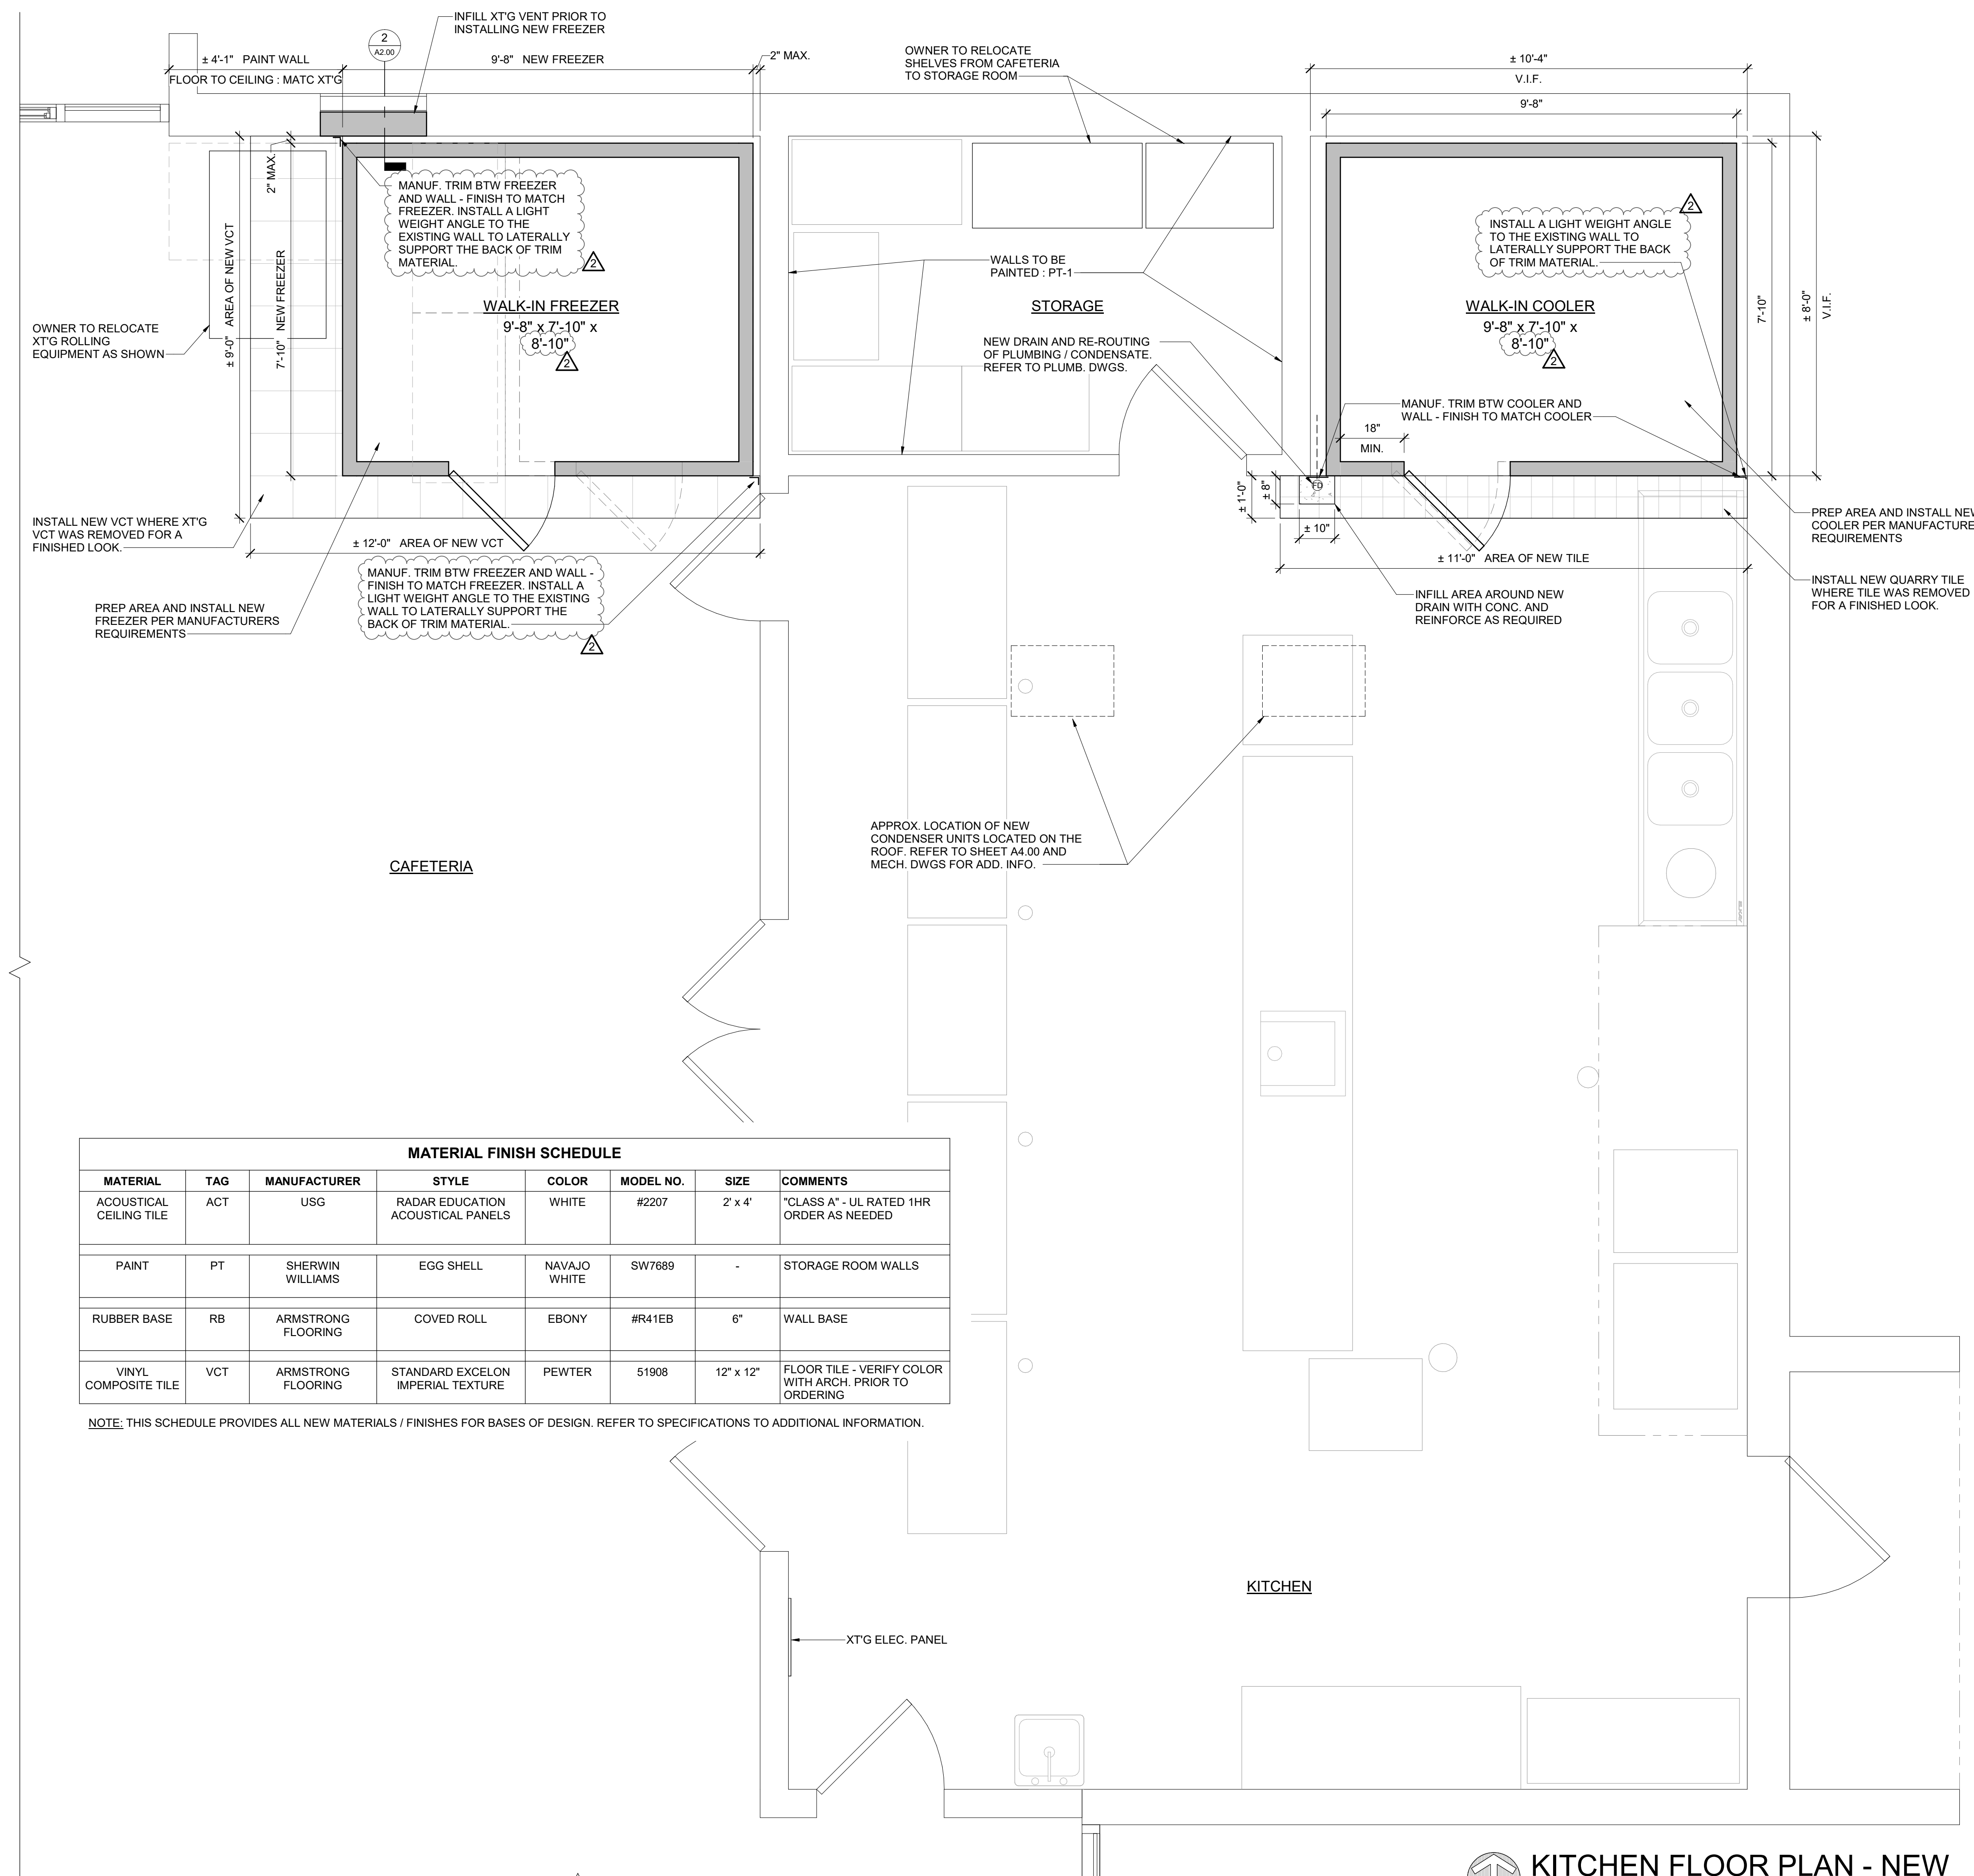 INFILL XT'G VENT PRIOR TO
INSTALLING NEW FREEZER
2
A2.00
± 4'-1" PAINT WALL
FLOOR TO CEILING : MATC XT'G
9'-8" NEW FREEZER
2" MAX.
OWNER TO RELOCATE
SHELVES FROM CAFETERIA
TO STORAGE ROOM
± 10'-4"
V.I.F.
9'-8"
2" MAX.
± 9'-0" AREA OF NEW VCT
7'-10" NEW FREEZER
MANUF. TRIM BTW FREEZER
AND WALL - FINISH TO MATCH
FREEZER. INSTALL A LIGHT
WEIGHT ANGLE TO THE
EXISTING WALL TO LATERALLY
SUPPORT THE BACK OF TRIM
MATERIAL.
2
WALK-IN FREEZER
9'-8" x 7'-10" x
8'-10"
2
OWNER TO RELOCATE
XT'G ROLLING
EQUIPMENT AS SHOWN
WALLS TO BE
PAINTED : PT-1
STORAGE
NEW DRAIN AND RE-ROUTING
OF PLUMBING / CONDENSATE.
REFER TO PLUMB. DWGS.
2
INSTALL A LIGHT WEIGHT ANGLE
TO THE EXISTING WALL TO
LATERALLY SUPPORT THE BACK
OF TRIM MATERIAL.
WALK-IN COOLER
9'-8" x 7'-10" x
8'-10"
2
7'-10"
± 8'-0"
V.I.F.
MANUF. TRIM BTW COOLER AND
WALL - FINISH TO MATCH COOLER
18"
MIN.
FD
± 1'-0"
± 8"
± 10"
± 11'-0" AREA OF NEW TILE
INSTALL NEW VCT WHERE XT'G
VCT WAS REMOVED FOR A
FINISHED LOOK.
± 12'-0" AREA OF NEW VCT
MANUF. TRIM BTW FREEZER AND WALL -
FINISH TO MATCH FREEZER. INSTALL A
LIGHT WEIGHT ANGLE TO THE EXISTING
WALL TO LATERALLY SUPPORT THE
BACK OF TRIM MATERIAL.
2
PREP AREA AND INSTALL NEW
FREEZER PER MANUFACTURERS
REQUIREMENTS
PREP AREA AND INSTALL NEW
COOLER PER MANUFACTURE
REQUIREMENTS
INSTALL NEW QUARRY TILE
WHERE TILE WAS REMOVED
FOR A FINISHED LOOK.
INFILL AREA AROUND NEW
DRAIN WITH CONC. AND
REINFORCE AS REQUIRED
APPROX. LOCATION OF NEW
CONDENSER UNITS LOCATED ON THE
ROOF. REFER TO SHEET A4.00 AND
MECH. DWGS FOR ADD. INFO.
CAFETERIA
MATERIAL FINISH SCHEDULE
MATERIAL TAG MANUFACTURER STYLE COLOR MODEL NO. SIZE COMMENTS
ACOUSTICAL ACT USG RADAR EDUCATION WHITE #2207 2' x 4' "CLASS A" - UL RATED 1HR
CEILING TILE ACOUSTICAL PANELS ORDER AS NEEDED
PAINT PT SHERWIN EGG SHELL NAVAJO SW7689 - STORAGE ROOM WALLS
WILLIAMS WHITE
RUBBER BASE RB ARMSTRONG COVED ROLL EBONY #R41EB 6" WALL BASE
FLOORING
VINYL VCT ARMSTRONG STANDARD EXCELON PEWTER 51908 12" x 12" FLOOR TILE - VERIFY COLOR
COMPOSITE TILE FLOORING IMPERIAL TEXTURE WITH ARCH. PRIOR TO
ORDERING
NOTE: THIS SCHEDULE PROVIDES ALL NEW MATERIALS / FINISHES FOR BASES OF DESIGN. REFER TO SPECIFICATIONS TO ADDITIONAL INFORMATION.
KITCHEN
XT'G ELEC. PANEL
KITCHEN FLOOR PLAN - NEW